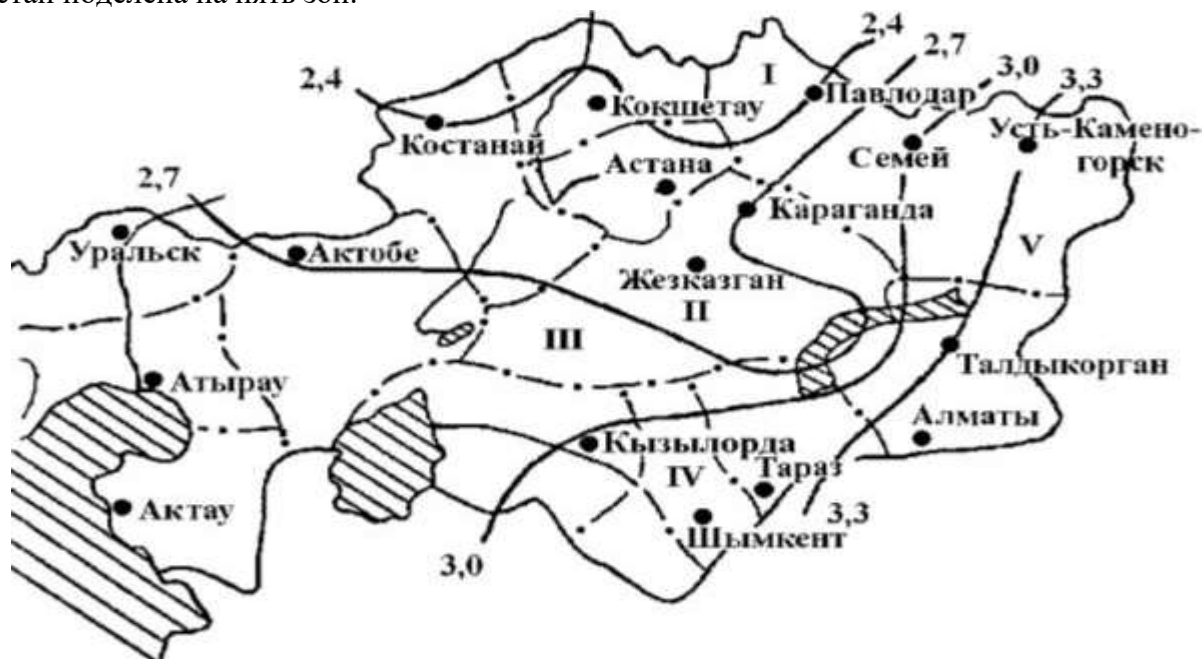 стан поделена на пять зон.
2,4
2,7
2,4
I
3,0
3,3
Кокшетау
Павлодар
Костанай
Семей
Усть-Камено-
горск
Астана
2,7
Караганда
Уральск
Актобе
V
Жезказган
II
III
Талдыкорган
Атырау
Алматы
Кызылорда
Тараз
IV
Актау
3,3
Шымкент
3,0